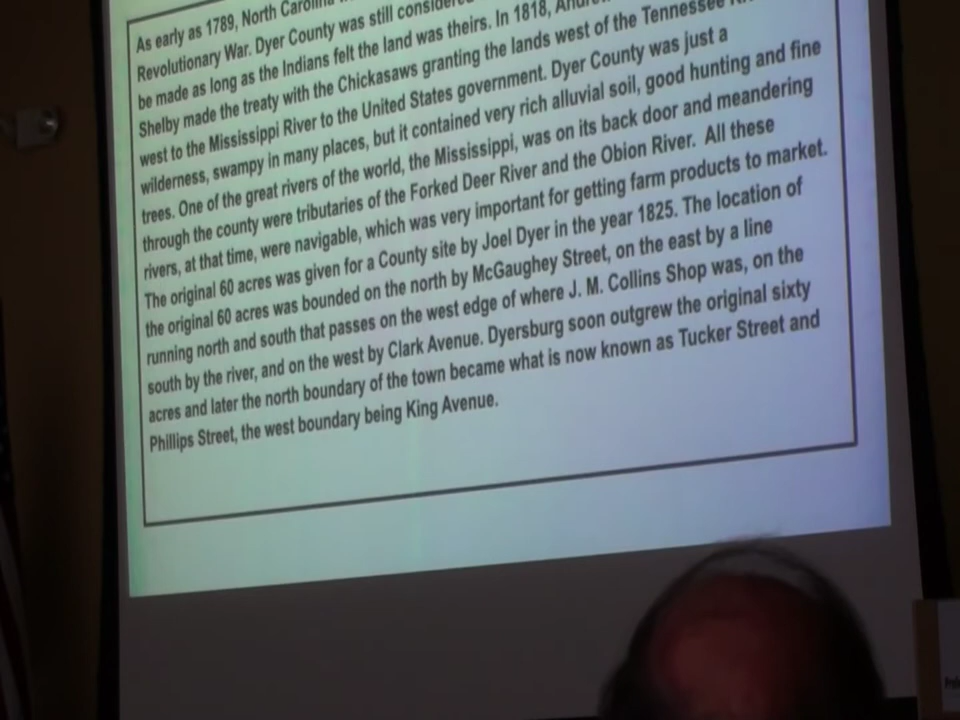 As early as 1789, North Carolina
Revolutionary War. Dyer County was still considered
be made as long as the Indians felt the land was theirs. In 1818,
Shelby made the treaty with the Chickasaws granting the lands west of the Tennessee
west to the Mississippi River to the United States government. Dyer County was just a
wilderness, swampy in many places, but it contained very rich alluvial soil, good hunting and fine
trees. One of the great rivers of the world, the Mississippi, was on its back door and meandering
through the county were tributaries of the Forked Deer River and the Obion River. All these
rivers, at that time, were navigable, which was very important for getting farm products to market.
The original 60 acres was given for a County site by Joel Dyer in the year 1825. The location of
the original 60 acres was bounded on the north by McGaughey Street, on the east by a line
running north and south that passes on the west edge of where J. M. Collins Shop was, on the
south by the river, and on the west by Clark Avenue. Dyersburg soon outgrew the original sixty
acres and later the north boundary of the town became what is now known as Tucker Street and
Phillips Street, the west boundary being King Avenue.